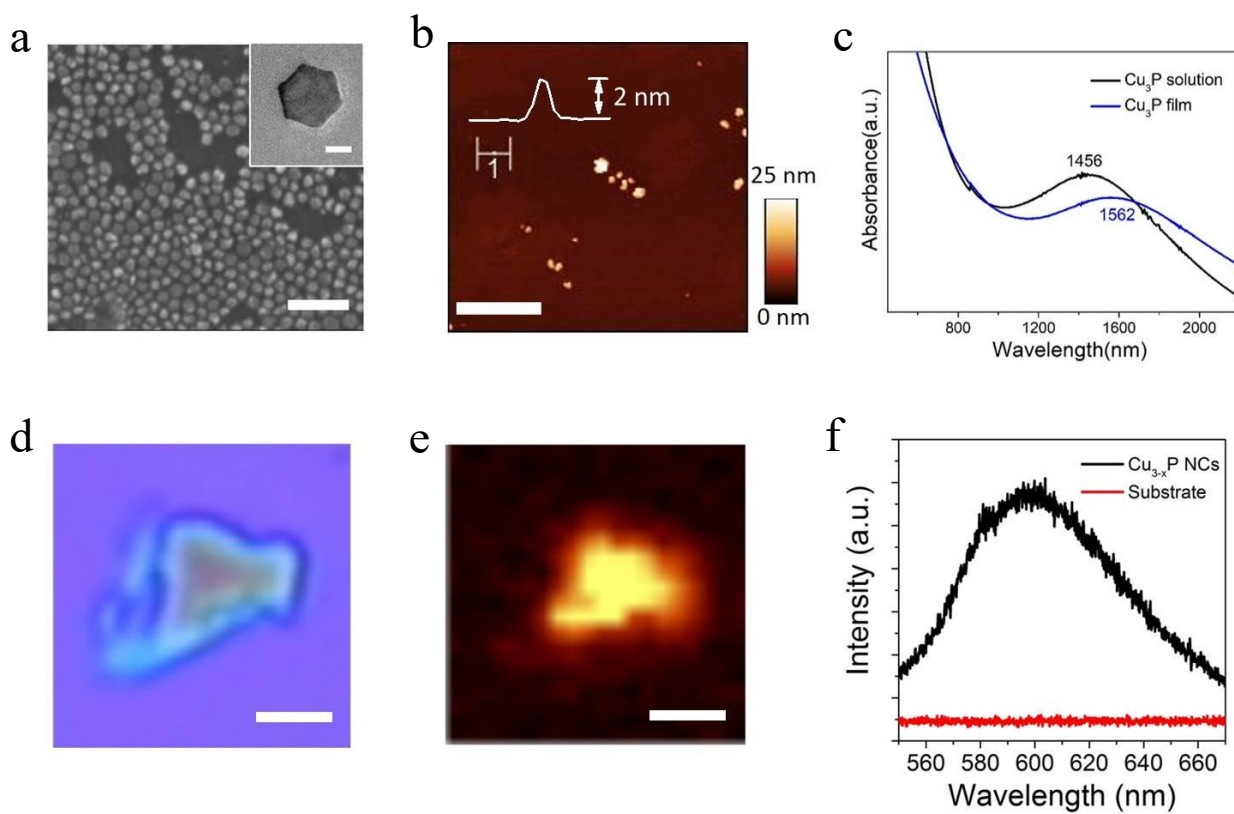 a
b
2 nm
1
25 nm
0 nm
c
Absorbance(a.u.)
Cu₃P solution
Cu₃P film
1456
1562
800 1200 1600 2000
Wavelength(nm)
d
e
f
Intensity (a.u.)
Cu₃₋ₓP NCs
Substrate
560 580 600 620 640 660
Wavelength (nm)